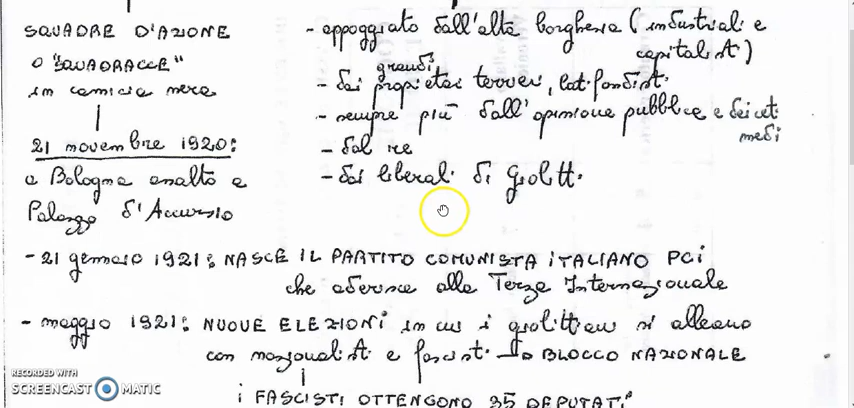 SQUADRE D'AZIONE
O "SQUADRACCE"
in camicia nera
21 novembre 1920:
a Bologna assalto a
Palazzo d'Accursio
- appoggiato dall'alta borghesia (industriali e
capitalisti)
- dai grandi proprietari terrieri, latifondisti
- sempre più dall'opinione pubblica e dei ceti
medi
- dal re
- dai liberali di Giolitti
- 21 gennaio 1921: NASCE IL PARTITO COMUNISTA ITALIANO PCI
che aderisce alla Terza Internazionale
- maggio 1921: NUOVE ELEZIONI in cui i giolittiani si alleano
con nazionalisti e fascisti → BLOCCO NAZIONALE
i FASCISTI OTTENGONO 35 DEPUTATI
RECORDED WITH
SCREENCAST-O-MATIC